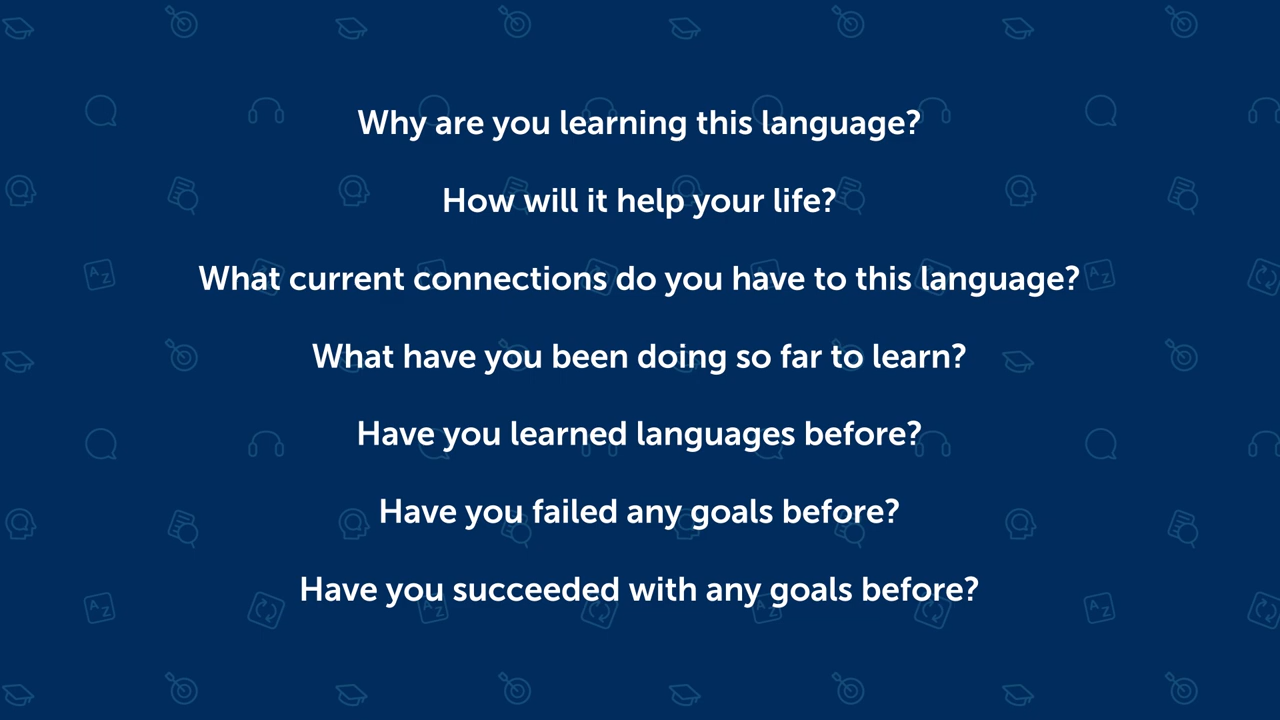 Why are you learning this language?
How will it help your life?
What current connections do you have to this language?
What have you been doing so far to learn?
Have you learned languages before?
Have you failed any goals before?
Have you succeeded with any goals before?